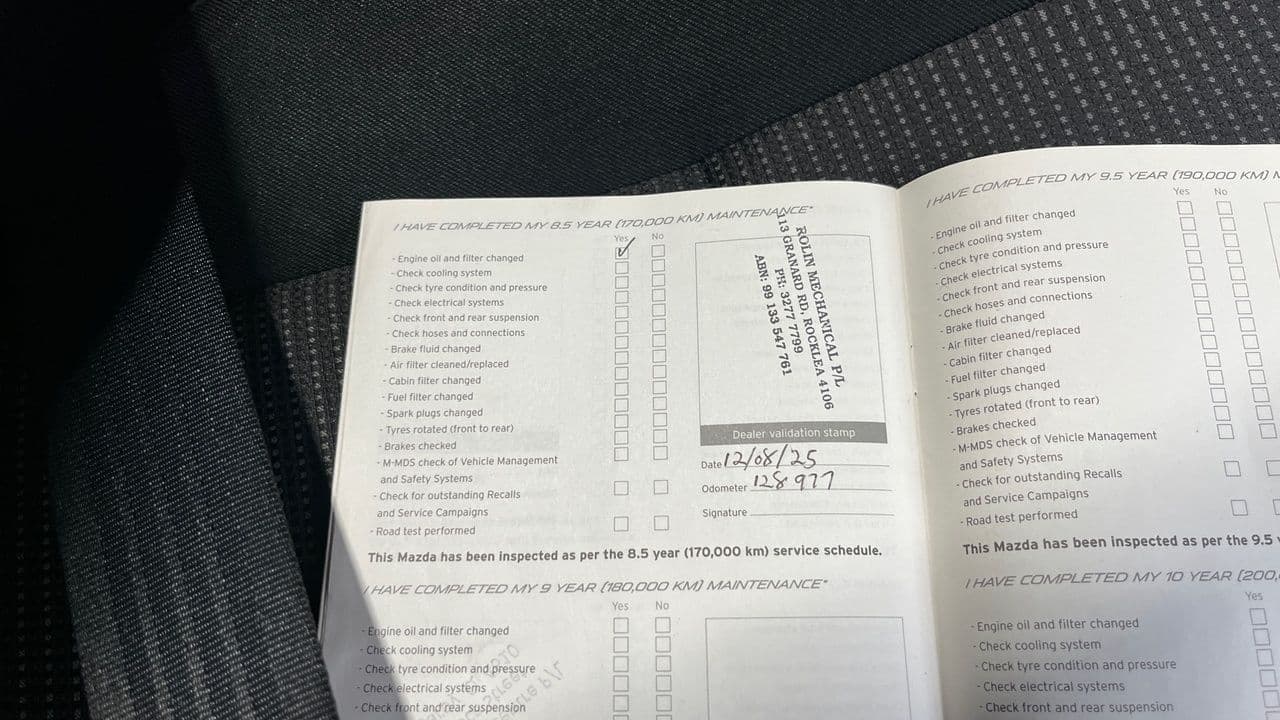 I HAVE COMPLETED MY 8.5 YEAR (170,000 KM) MAINTENANCE*
Yes No
- Engine oil and filter changed
- Check cooling system
- Check tyre condition and pressure
- Check electrical systems
- Check front and rear suspension
- Check hoses and connections
- Brake fluid changed
- Air filter cleaned/replaced
- Cabin filter changed
- Fuel filter changed
- Spark plugs changed
- Tyres rotated (front to rear)
- Brakes checked
- M-MDS check of Vehicle Management
and Safety Systems
- Check for outstanding Recalls
and Service Campaigns
- Road test performed
ROLIN MECHANICAL P/L
113 GRANARD RD, ROCKLEA 4106
PH: 3277 7799
ABN: 99 133 547 761
Dealer validation stamp
Date 12/08/25
Odometer 128977
Signature
This Mazda has been inspected as per the 8.5 year (170,000 km) service schedule.
I HAVE COMPLETED MY 9 YEAR (180,000 KM) MAINTENANCE*
Yes No
- Engine oil and filter changed
- Check cooling system
- Check tyre condition and pressure
- Check electrical systems
- Check front and rear suspension
I HAVE COMPLETED MY 9.5 YEAR (190,000 KM)
Yes No
- Engine oil and filter changed
- Check cooling system
- Check tyre condition and pressure
- Check electrical systems
- Check front and rear suspension
- Check hoses and connections
- Brake fluid changed
- Air filter cleaned/replaced
- Cabin filter changed
- Fuel filter changed
- Spark plugs changed
- Tyres rotated (front to rear)
- Brakes checked
- M-MDS check of Vehicle Management
and Safety Systems
- Check for outstanding Recalls
and Service Campaigns
- Road test performed
This Mazda has been inspected as per the 9.5
I HAVE COMPLETED MY 10 YEAR (200,
Yes
- Engine oil and filter changed
- Check cooling system
- Check tyre condition and pressure
- Check electrical systems
- Check front and rear suspension